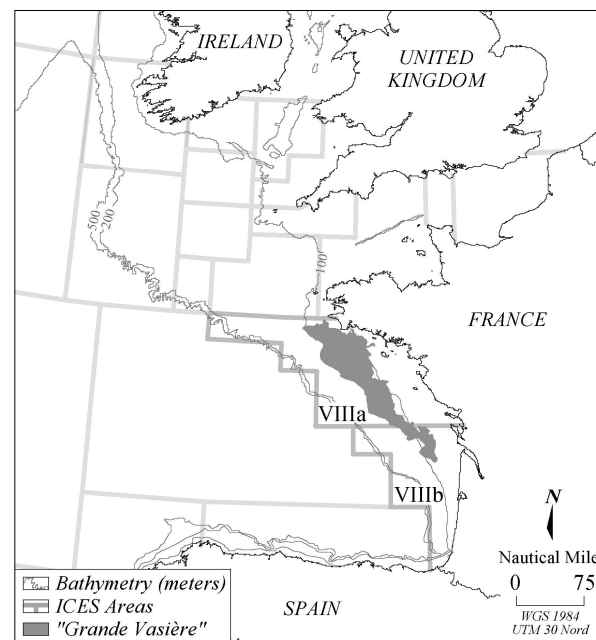 IRELAND
UNITED
KINGDOM
500
200
100
FRANCE
VIIIa
VIIIb
N
Nautical Mile
0 75
WGS 1984
UTM 30 Nord
SPAIN
Bathymetry (meters)
ICES Areas
"Grande Vasière"